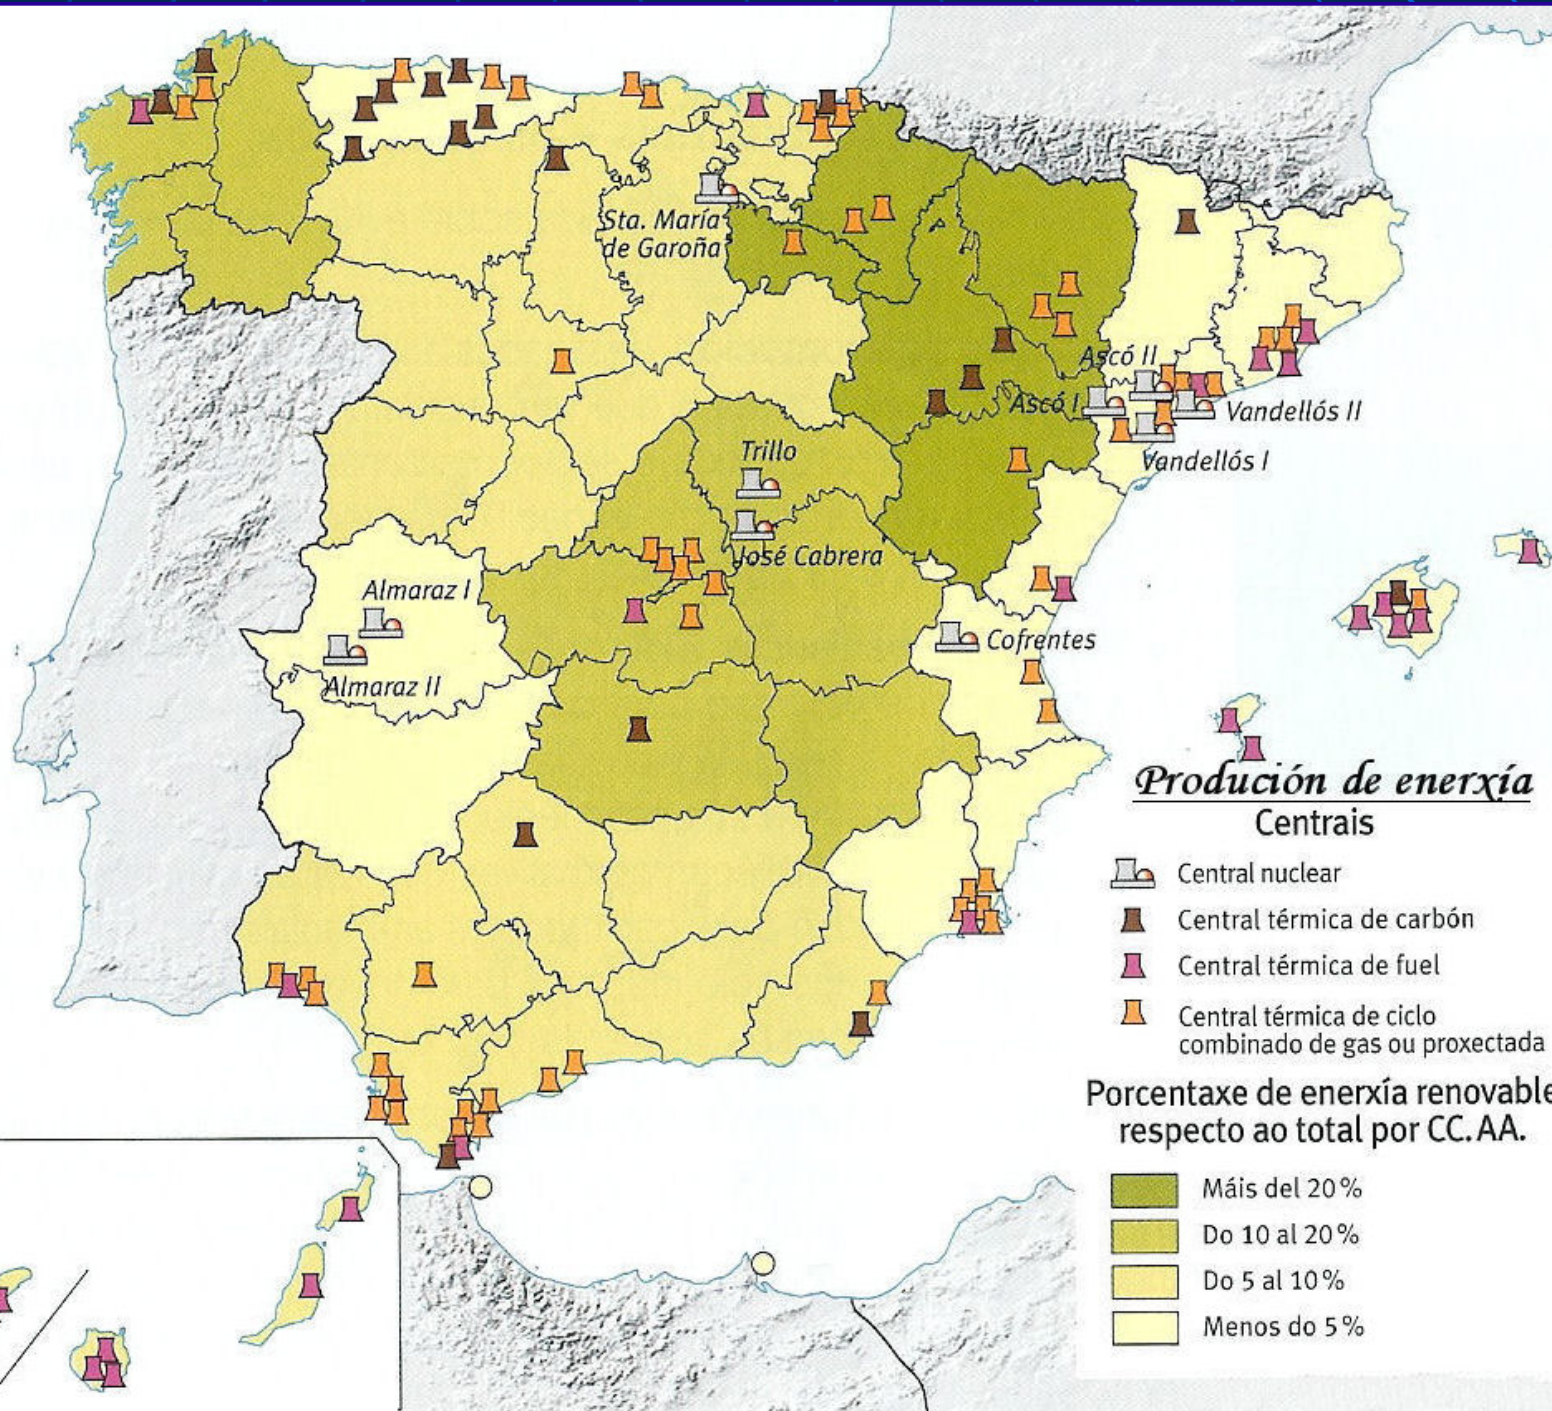 Sta. María
de Garoña
Ascó II
Ascó I
Vandellós II
Vandellós I
Trillo
José Cabrera
Almaraz I
Almaraz II
Cofrentes
Produción de enerxía
Centrais
Central nuclear
Central térmica de carbón
Central térmica de fuel
Central térmica de ciclo
combinado de gas ou proxectada
Porcentaxe de enerxía renovable
respecto ao total por CC. AA.
Máis del 20 %
Do 10 al 20 %
Do 5 al 10 %
Menos do 5 %